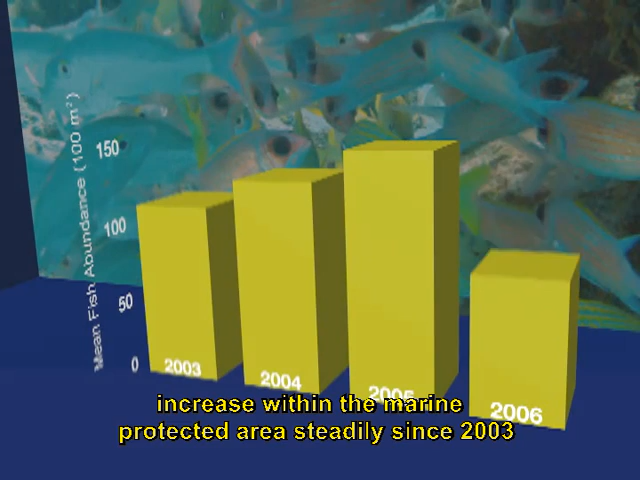 Mean Fish Abundance (100 m²)
150
100
50
0
2003
2004
2005
2006
increase within the marine
protected area steadily since 2003